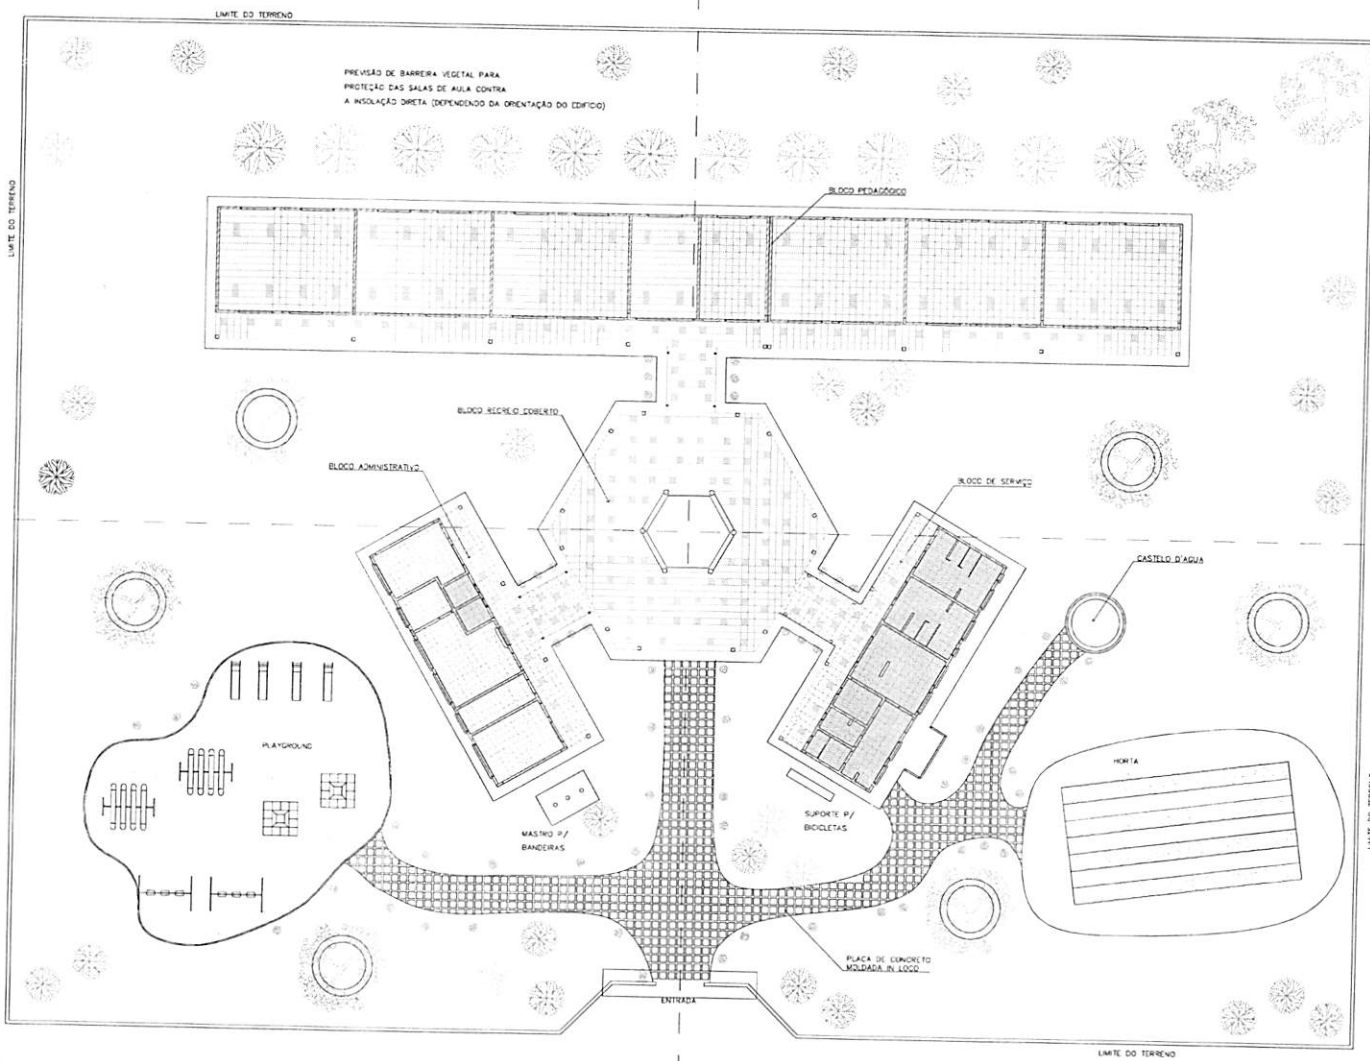 LIMITE DO TERRENO
PREVISÃO DE BARREIRA VEGETAL PARA
PROTEÇÃO DAS SALAS DE AULA CONTRA
A INSOLAÇÃO DIRETA (DEPENDENDO DA ORIENTAÇÃO DO EDIFÍCIO)
LIMITE DO TERRENO
BLOCO PEDAGÓGICO
BLOCO RECREIO COBERTO
BLOCO ADMINISTRATIVO
BLOCO DE SERVIÇO
CASTELO D'AGUA
PLAYGROUND
HORTA
MASTRO P/
BANDEIRAS
SUPORTE P/
BICICLETAS
PLACA DE CONCRETO
MOLDADA IN LOCO
ENTRADA
LIMITE DO TERRENO